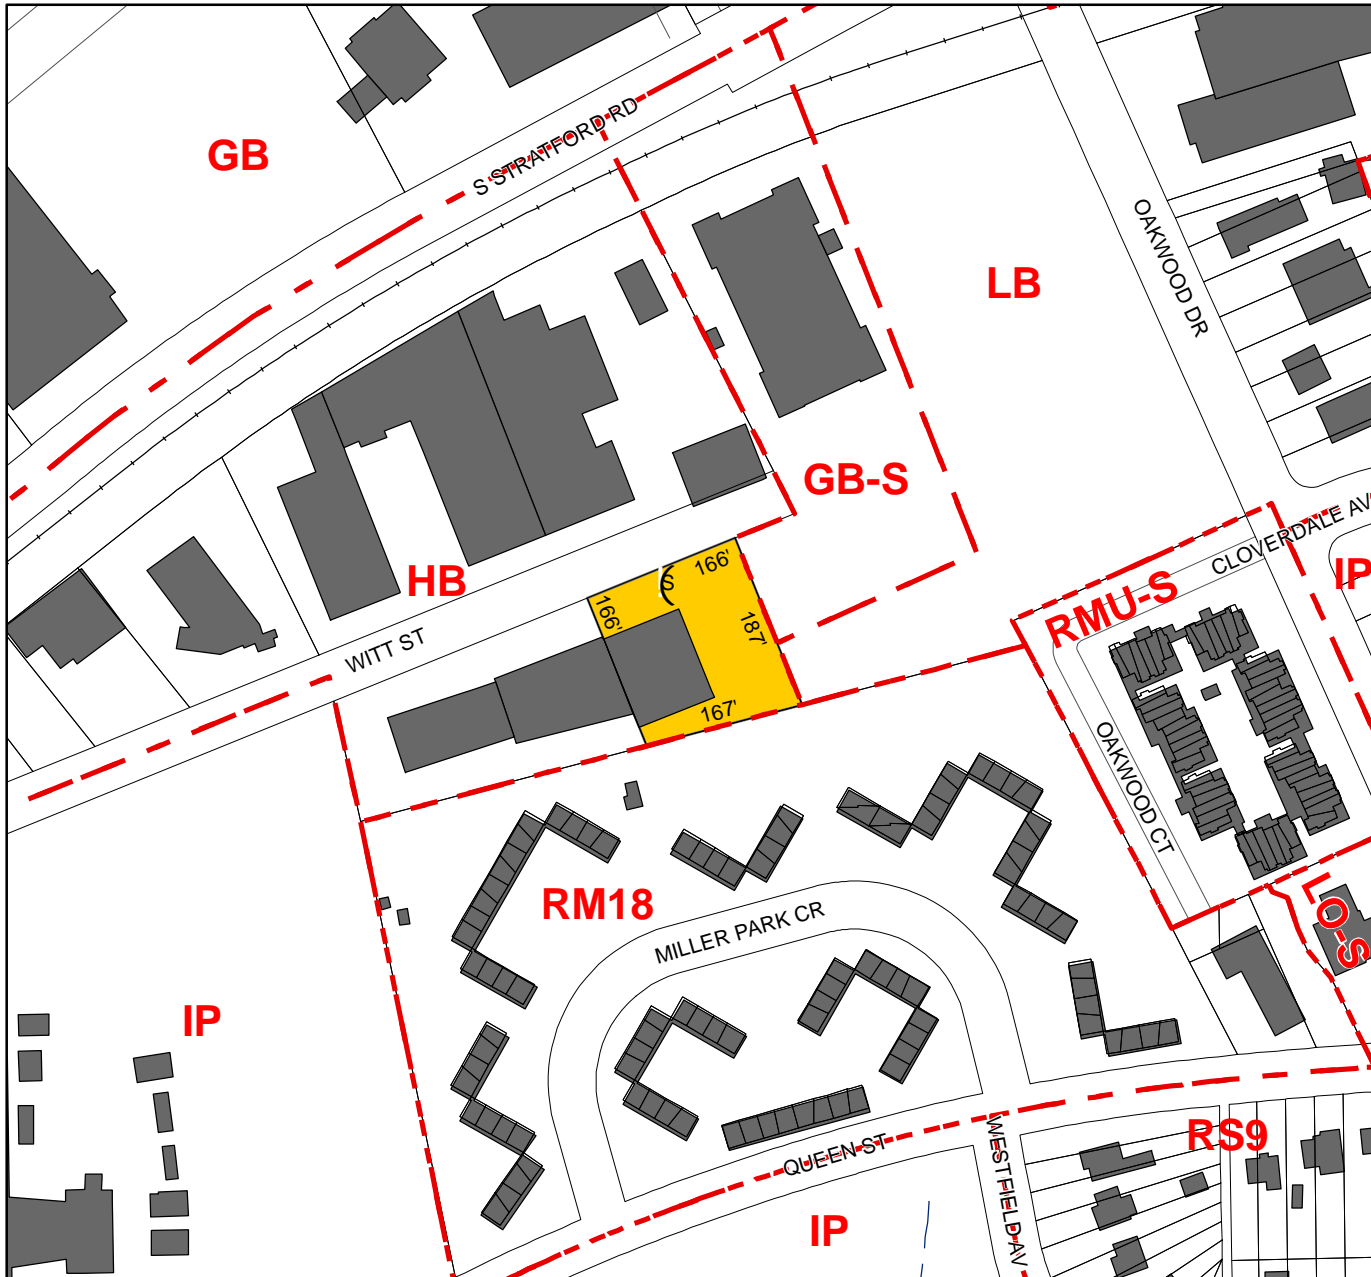 GB
S STRATFORD RD
OAKWOOD DR
LB
GB-S
HB
S
166'
166'
187'
167'
WITT ST
CLOVERDALE AV
IP
RMU-S
OAKWOOD CT
RM18
MILLER PARK CR
LO-S
IP
QUEEN ST
WESTFIELD AV
RS9
IP